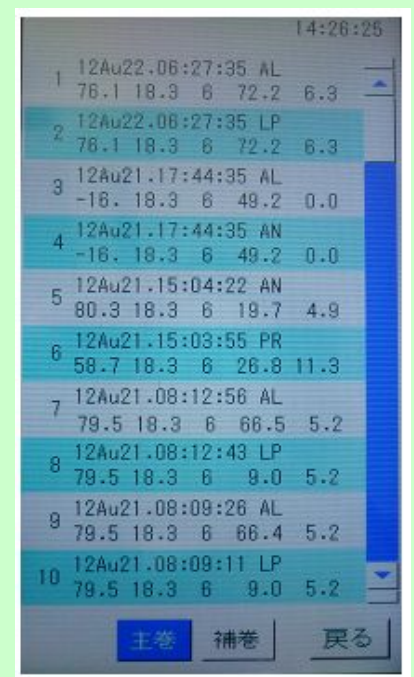 14:26:25
1 12Au22.06:27:35 AL
76.1 18.3 6 72.2 6.3
2 12Au22.06:27:35 LP
76.1 18.3 6 72.2 6.3
3 12Au21.17:44:35 AL
-16. 18.3 6 49.2 0.0
4 12Au21.17:44:35 AN
-16. 18.3 6 49.2 0.0
5 12Au21.15:04:22 AN
80.3 18.3 6 19.7 4.9
6 12Au21.15:03:55 PR
58.7 18.3 6 26.8 11.3
7 12Au21.08:12:56 AL
79.5 18.3 6 66.5 5.2
8 12Au21.08:12:43 LP
79.5 18.3 6 9.0 5.2
9 12Au21.08:09:26 AL
79.5 18.3 6 66.4 5.2
10 12Au21.08:09:11 LP
79.5 18.3 6 9.0 5.2
主巻 補巻 戻る